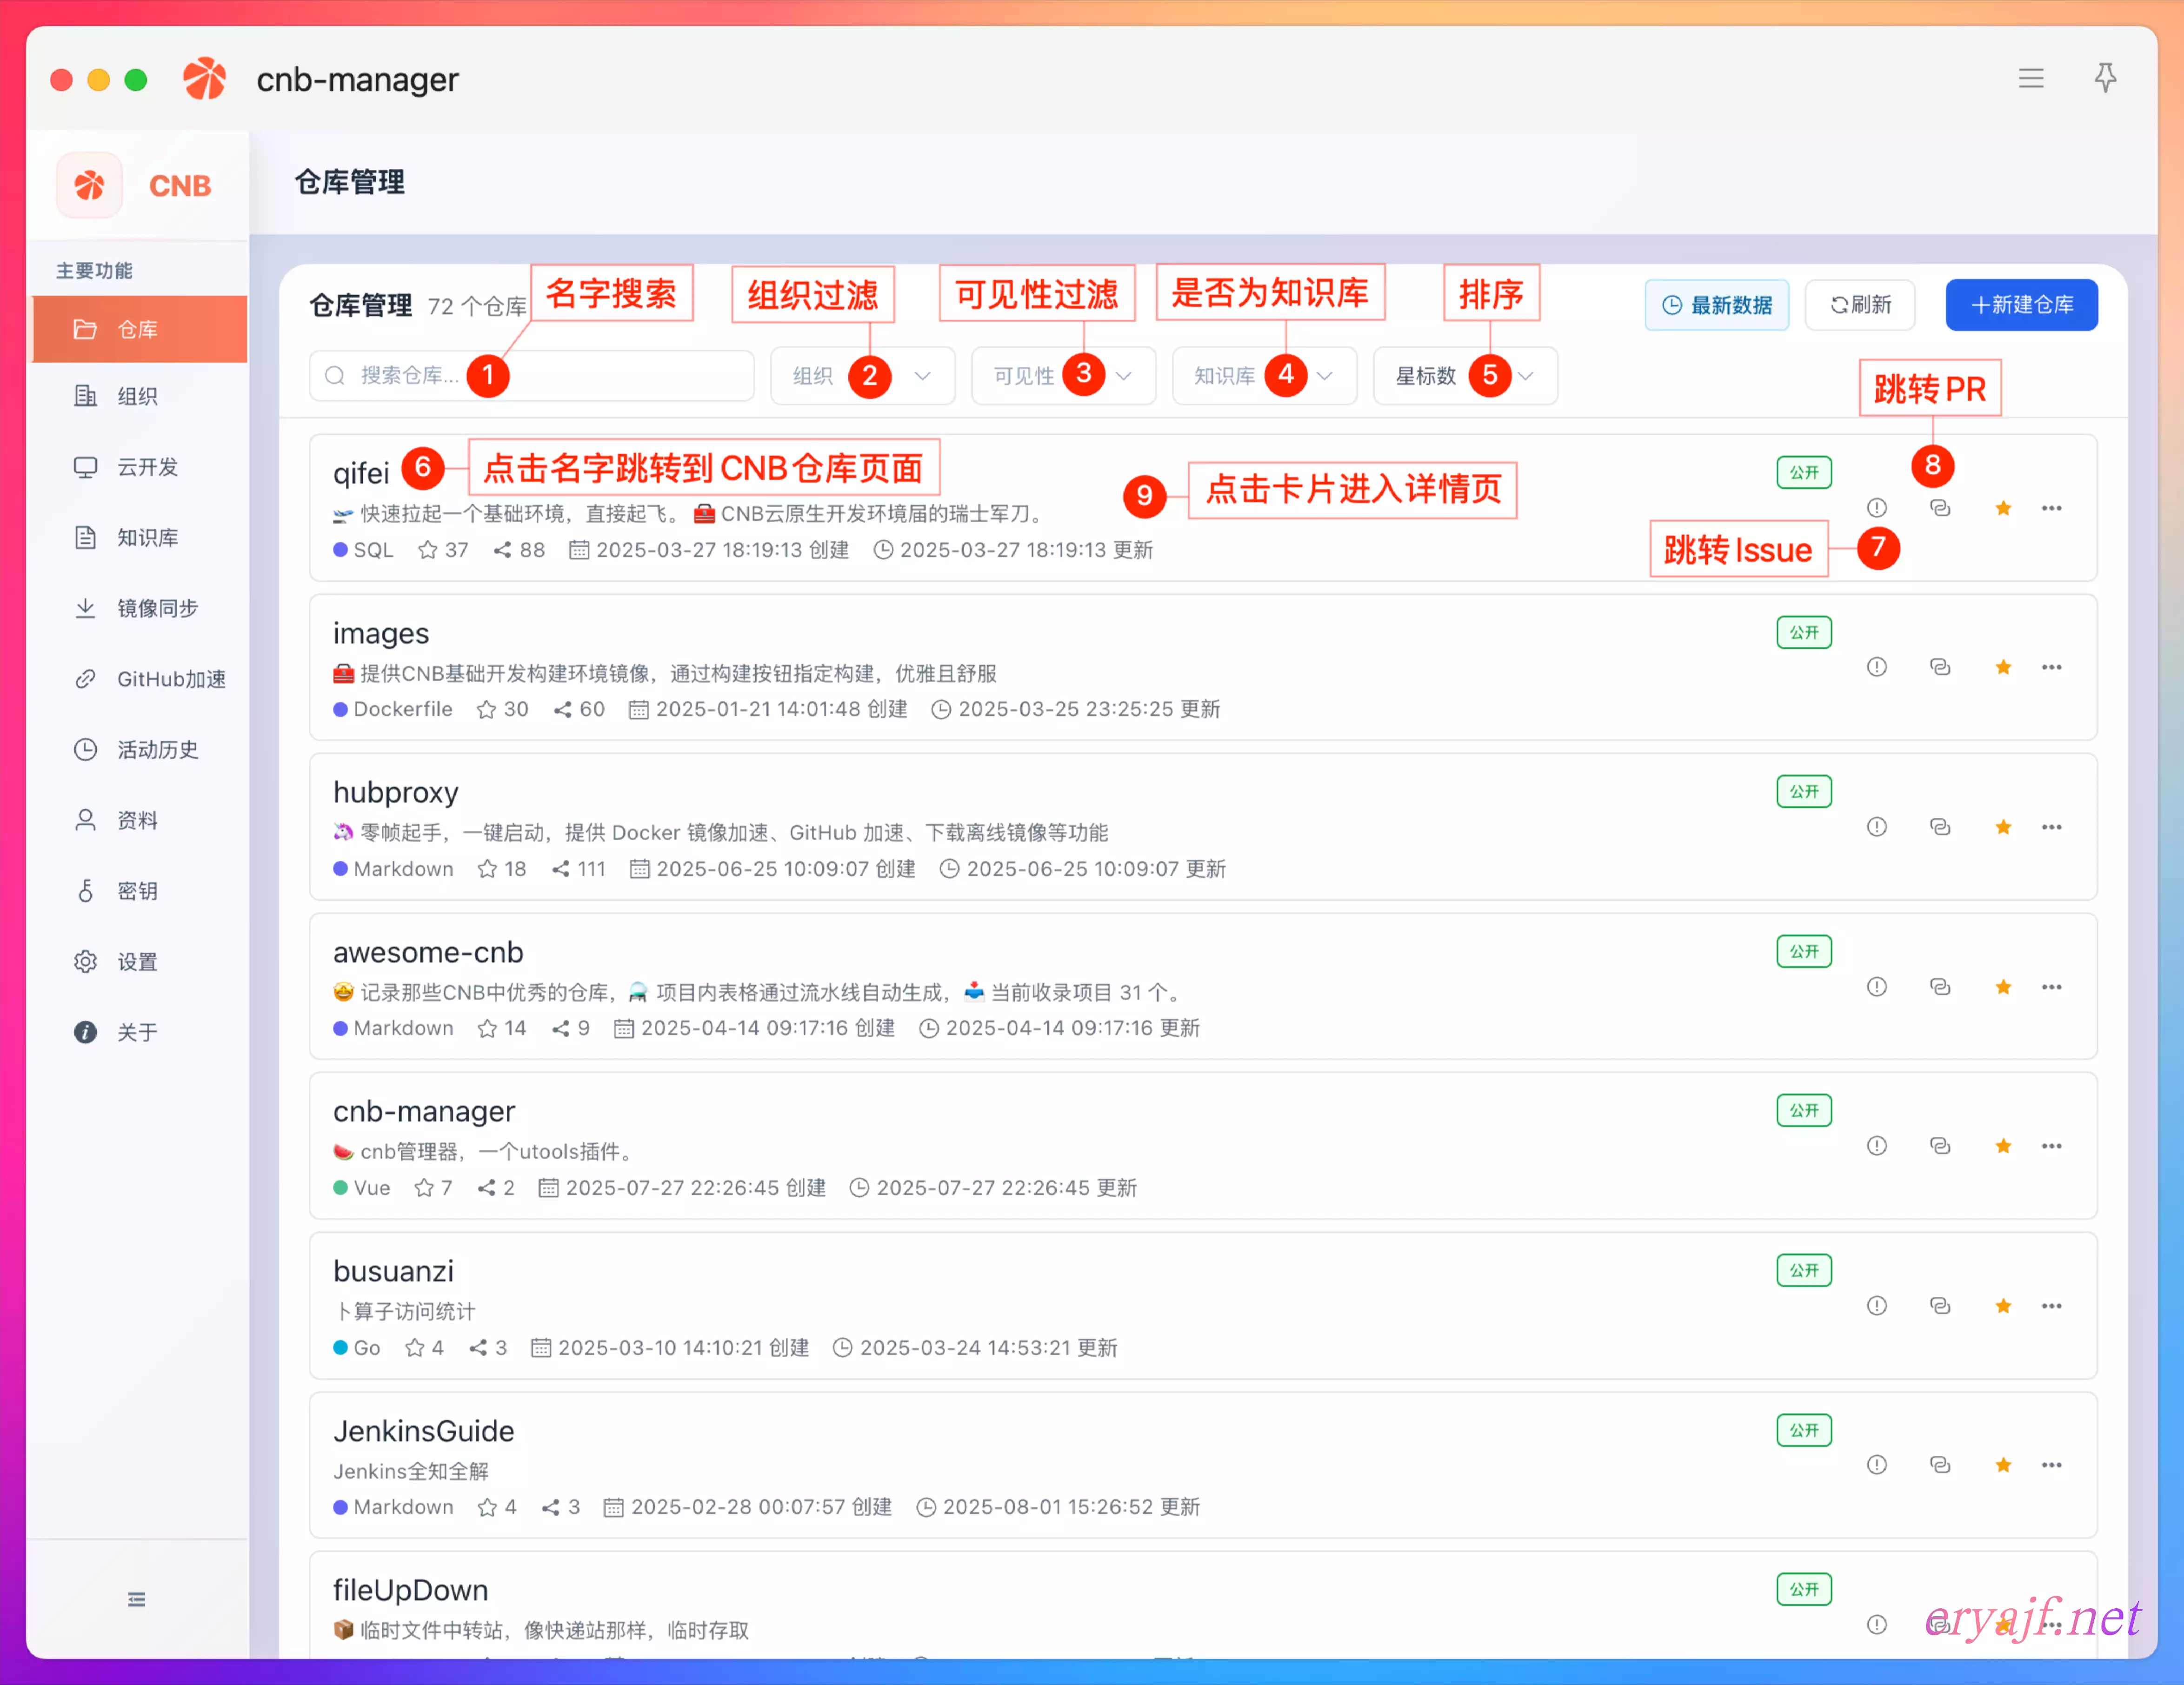 cnb-manager
CNB
仓库管理
主要功能
仓库
组织
云开发
知识库
镜像同步
GitHub加速
活动历史
资料
密钥
设置
关于
仓库管理 72 个仓库
名字搜索
组织过滤
可见性过滤
是否为知识库
排序
最新数据
刷新
+新建仓库
搜索仓库... 1
组织 2
可见性 3
知识库 4
星标数 5
跳转PR
8
qifei 6 点击名字跳转到CNB仓库页面
9 点击卡片进入详情页
公开
快速拉起一个基础环境，直接起飞。 CNB云原生开发环境届的瑞士军刀。
SQL 37 88 2025-03-27 18:19:13 创建 2025-03-27 18:19:13 更新
跳转Issue 7
images
公开
提供CNB基础开发构建环境镜像，通过构建按钮指定构建，优雅且舒服
Dockerfile 30 60 2025-01-21 14:01:48 创建 2025-03-25 23:25:25 更新
hubproxy
公开
零帧起手，一键启动，提供 Docker 镜像加速、GitHub 加速、下载离线镜像等功能
Markdown 18 111 2025-06-25 10:09:07 创建 2025-06-25 10:09:07 更新
awesome-cnb
公开
记录那些CNB中优秀的仓库， 项目内表格通过流水线自动生成， 当前收录项目 31 个。
Markdown 14 9 2025-04-14 09:17:16 创建 2025-04-14 09:17:16 更新
cnb-manager
公开
cnb管理器，一个utools插件。
Vue 7 2 2025-07-27 22:26:45 创建 2025-07-27 22:26:45 更新
busuanzi
公开
卜算子访问统计
Go 4 3 2025-03-10 14:10:21 创建 2025-03-24 14:53:21 更新
JenkinsGuide
公开
Jenkins全知全解
Markdown 4 3 2025-02-28 00:07:57 创建 2025-08-01 15:26:52 更新
fileUpDown
公开
临时文件中转站，像快递站那样，临时存取
eryajf.net